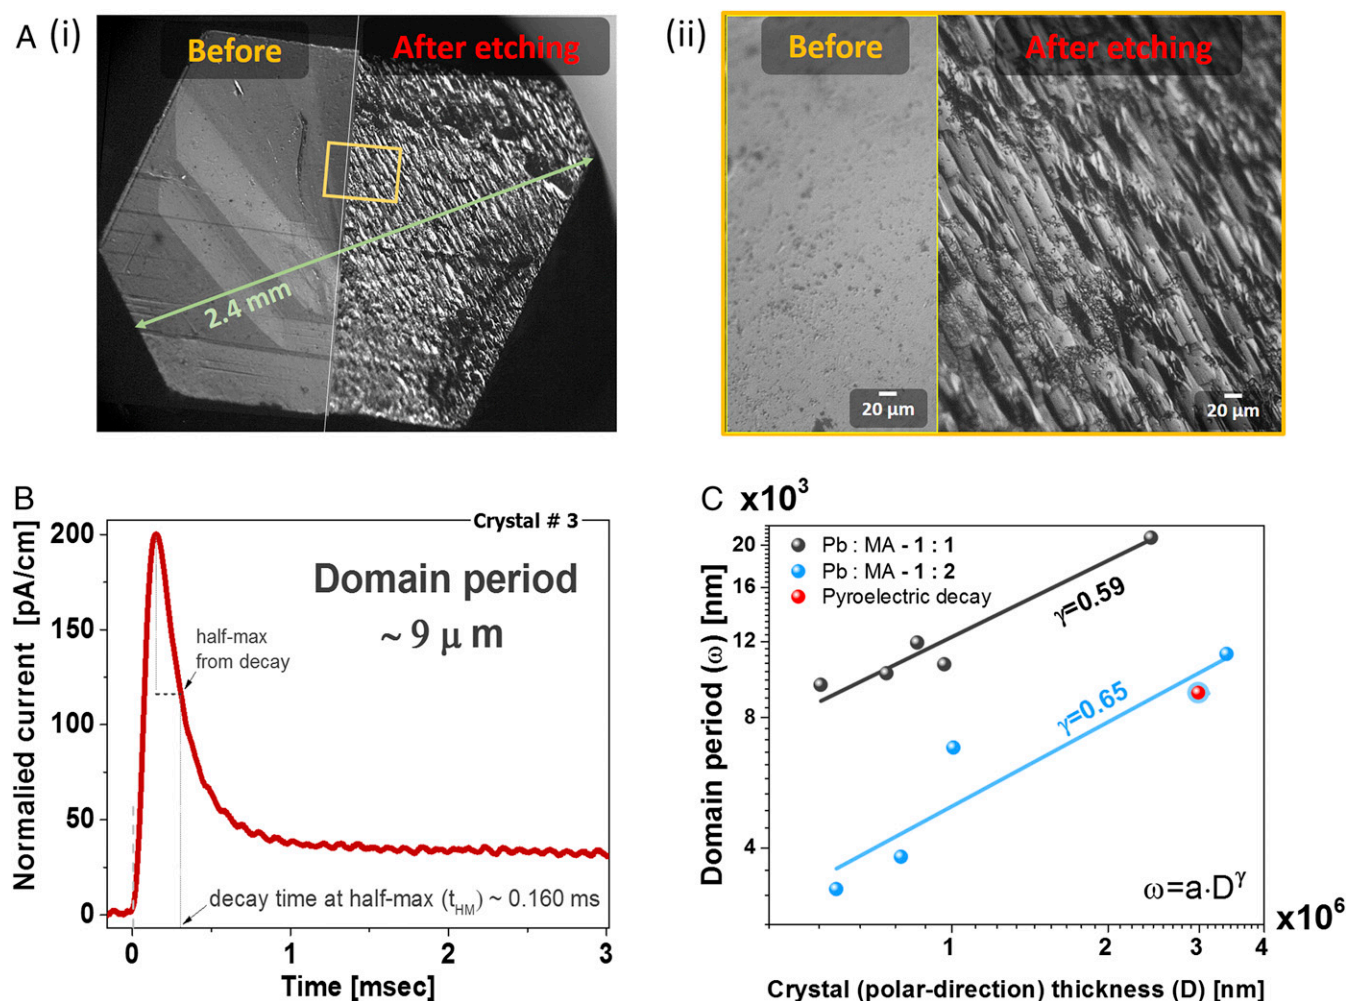 A (i)
Before
After etching
2.4 mm
(ii)
Before
After etching
20 µm
20 µm
B
Normalied current [pA/cm]
200
150
100
50
0
Crystal # 3
Domain period
~ 9 µ m
half-max
from decay
decay time at half-max (t_HM) ~ 0.160 ms
0
1
2
3
Time [msec]
C
x10³
Domain period (ω) [nm]
20
16
12
8
4
Pb : MA - 1 : 1
Pb : MA - 1 : 2
Pyroelectric decay
γ=0.59
γ=0.65
ω=a·D^γ
x10⁶
1
2
3
4
Crystal (polar-direction) thickness (D) [nm]